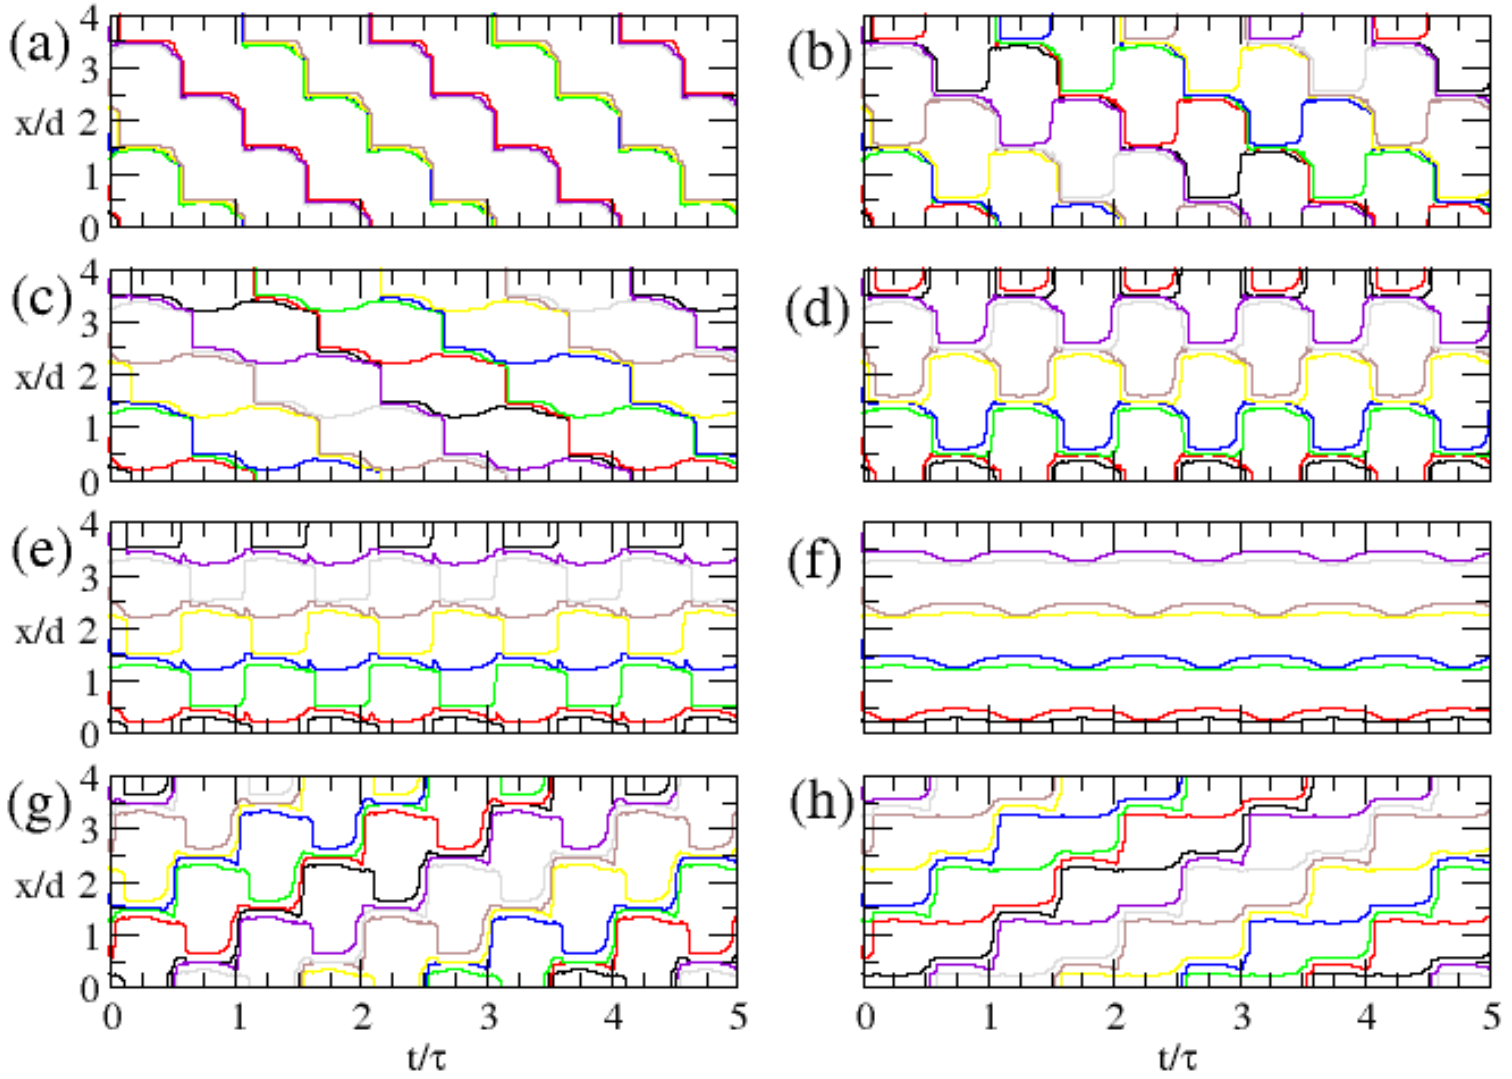 (a) 4 3 x/d 2 1 0
(b)
(c) 4 3 x/d 2 1 0
(d)
(e) 4 3 x/d 2 1 0
(f)
(g) 4 3 x/d 2 1 0
(h)
0 1 2 3 4 5
0 1 2 3 4 5
t/τ
t/τ